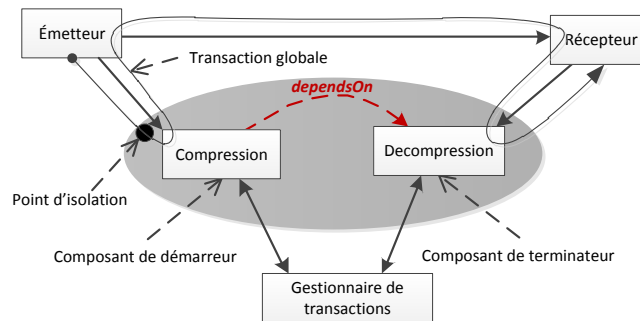 Émetteur
Récepteur
Transaction globale
dependsOn
Compression
Decompression
Point d'isolation
Composant de démarreur
Composant de terminateur
Gestionnaire de
transactions